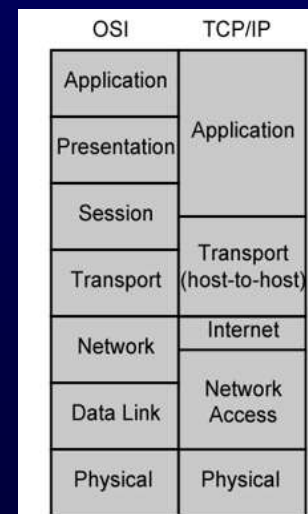 OSI TCP/IP
Application
Presentation
Session
Transport
Network
Data Link
Physical
Application
Transport
(host-to-host)
Internet
Network
Access
Physical